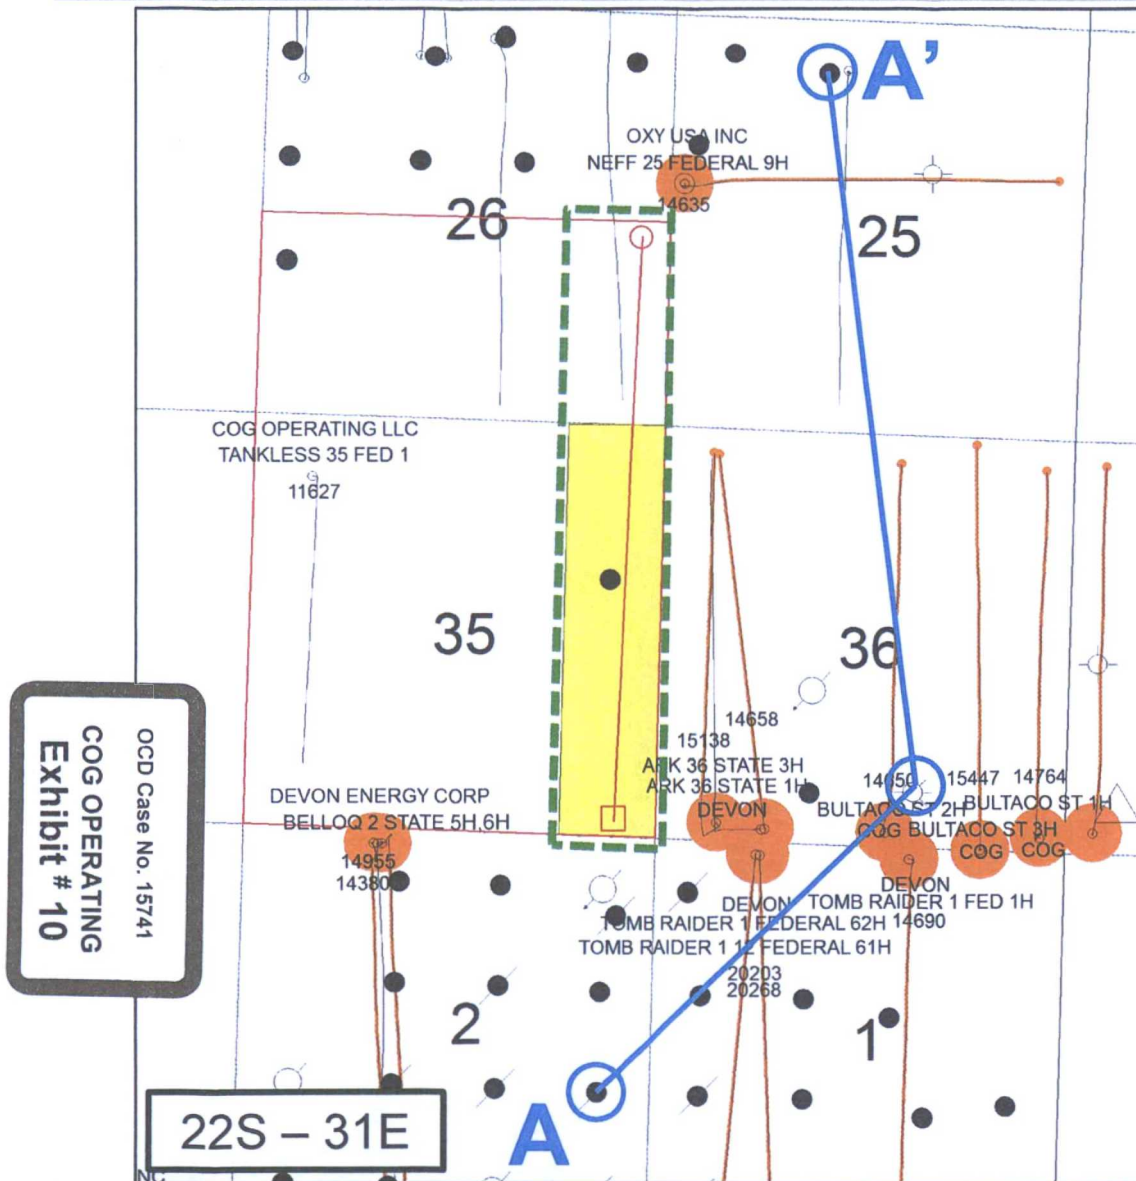 A'
OXY USA INC
NEFF 25 FEDERAL 9H
14635
26
25
COG OPERATING LLC
TANKLESS 35 FED 1
11627
35
36
14658
15138
ARK 36 STATE 3H
ARK 36 STATE 1H
DEVON
14650
15447
14764
BULTACO ST 2H
BULTACO ST 1H
COG
BULTACO ST 3H
COG
COG
DEVON ENERGY CORP
BELLOQ 2 STATE 5H,6H
14955
14380
DEVON
TOMB RAIDER 1 FED 1H
14690
DEVON
TOMB RAIDER 1 FEDERAL 62H
TOMB RAIDER 1 12 FEDERAL 61H
20203
20268
2
1
A
22S – 31E
NC
OCD Case No. 15741
COG OPERATING
Exhibit # 10